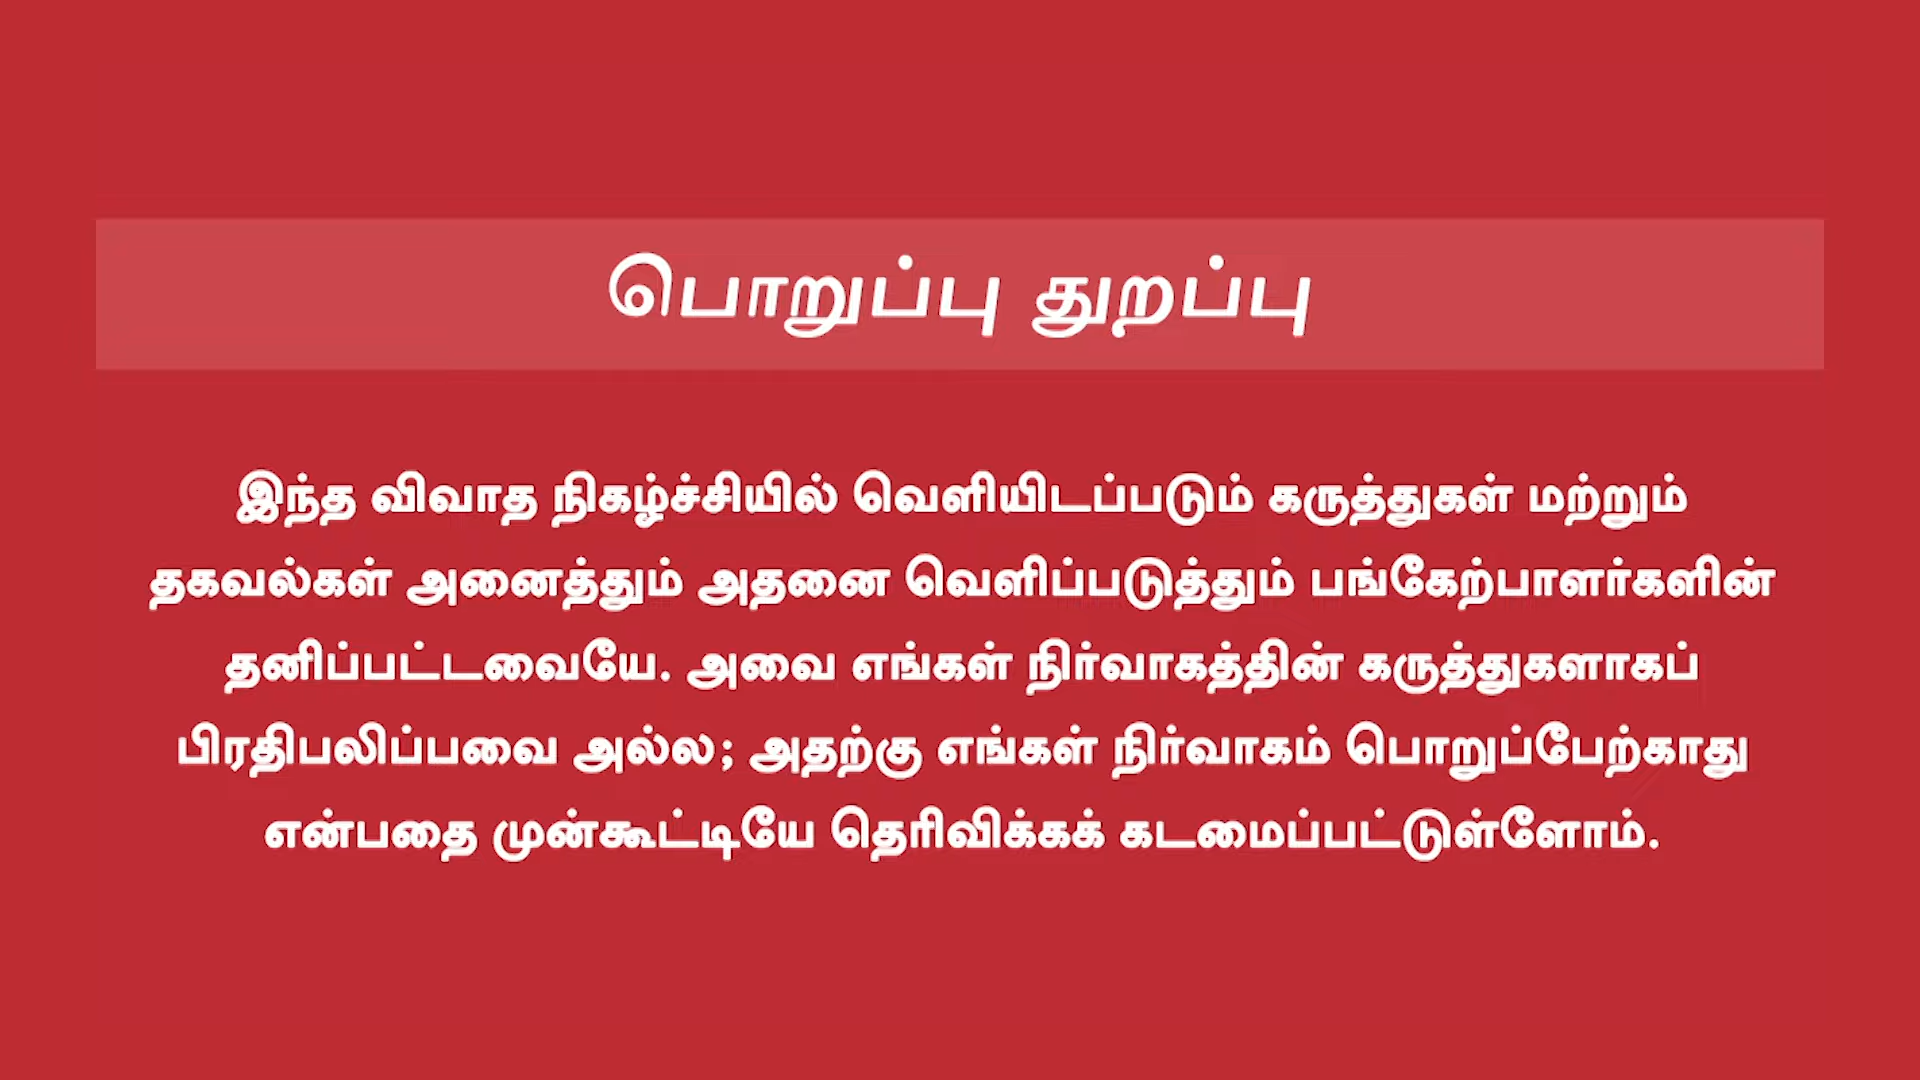 பொறுப்பு துறப்பு
இந்த விவாத நிகழ்ச்சியில் வெளியிடப்படும் கருத்துகள் மற்றும்
தகவல்கள் அனைத்தும் அதனை வெளிப்படுத்தும் பங்கேற்பாளர்களின்
தனிப்பட்டவையே. அவை எங்கள் நிர்வாகத்தின் கருத்துகளாகப்
பிரதிபலிப்பவை அல்ல; அதற்கு எங்கள் நிர்வாகம் பொறுப்பேற்காது
என்பதை முன்கூட்டியே தெரிவிக்கக் கடமைப்பட்டுள்ளோம்.